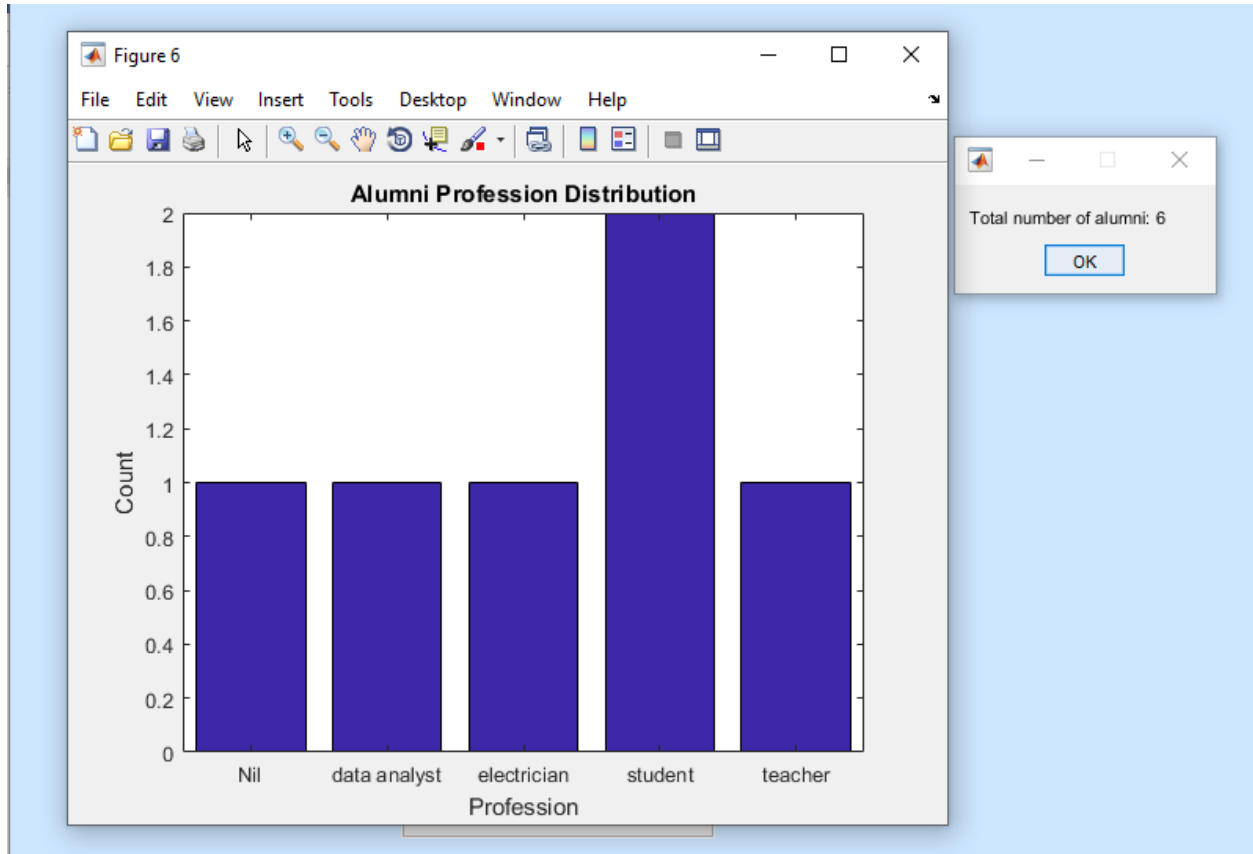 Figure 6
File Edit View Insert Tools Desktop Window Help
Alumni Profession Distribution
2
1.8
1.6
1.4
1.2
1
0.8
0.6
0.4
0.2
0
Count
Nil data analyst electrician student teacher
Profession
Total number of alumni: 6
OK